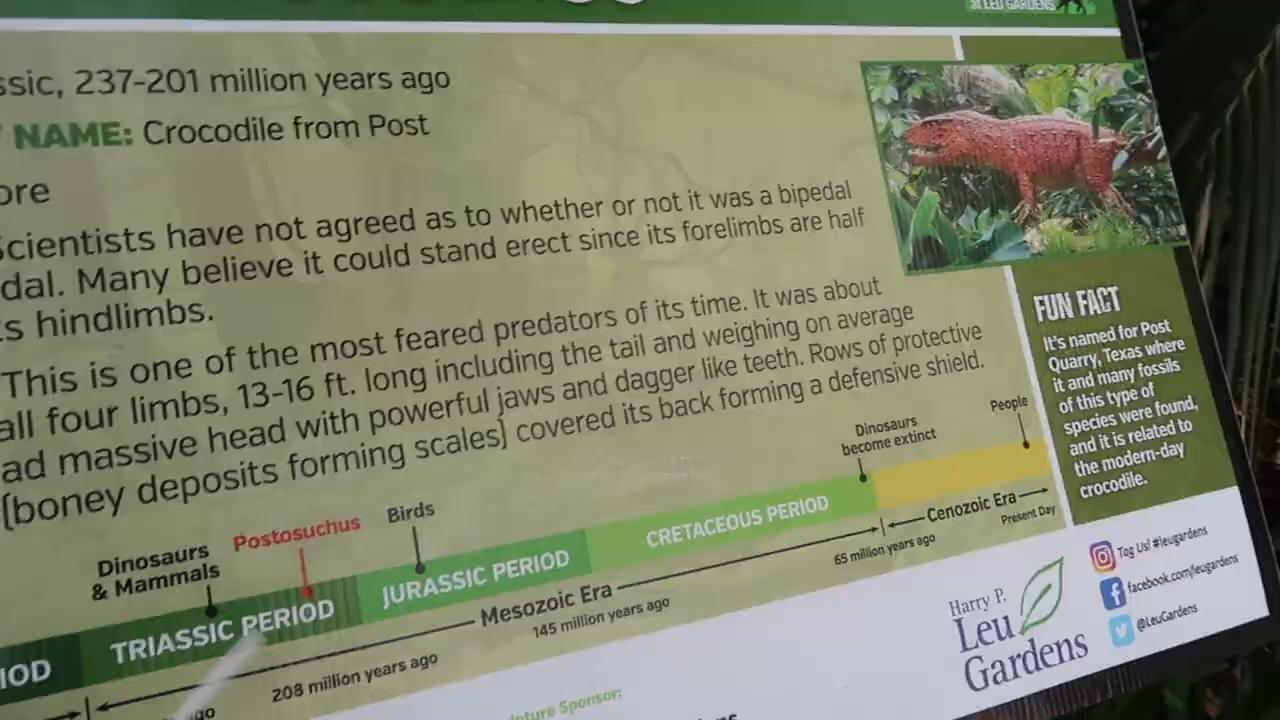 at LEU GARDENS
ssic, 237-201 million years ago
NAME: Crocodile from Post
ore
Scientists have not agreed as to whether or not it was a bipedal
dal. Many believe it could stand erect since its forelimbs are half
ts hindlimbs.
This is one of the most feared predators of its time. It was about
all four limbs, 13-16 ft. long including the tail and weighing on average
ad massive head with powerful jaws and dagger like teeth. Rows of protective
(boney deposits forming scales) covered its back forming a defensive shield.
FUN FACT
It's named for Post
Quarry, Texas where
it and many fossils
of this type of
species were found,
and it is related to
the modern-day
crocodile.
People
Dinosaurs
become extinct
Birds
Postosuchus
Dinosaurs
& Mammals
IOD
TRIASSIC PERIOD
JURASSIC PERIOD
CRETACEOUS PERIOD
Mesozoic Era
Cenozoic Era
Present Day
65 million years ago
145 million years ago
208 million years ago
go
pture Sponsor:
Harry P.
Leu
Gardens
Tag Us! #leugardens
facebook.com/leugardens
@LeuGardens